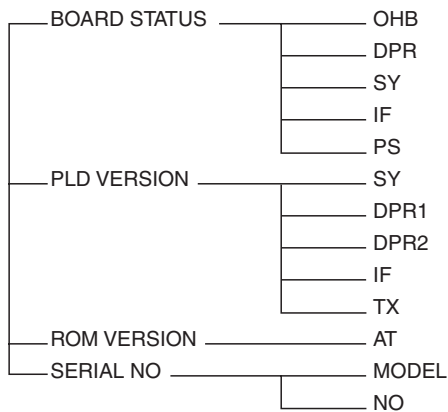 BOARD STATUS OHB
DPR
SY
IF
PS
PLD VERSION SY
DPR1
DPR2
IF
TX
ROM VERSION AT
SERIAL NO MODEL
NO